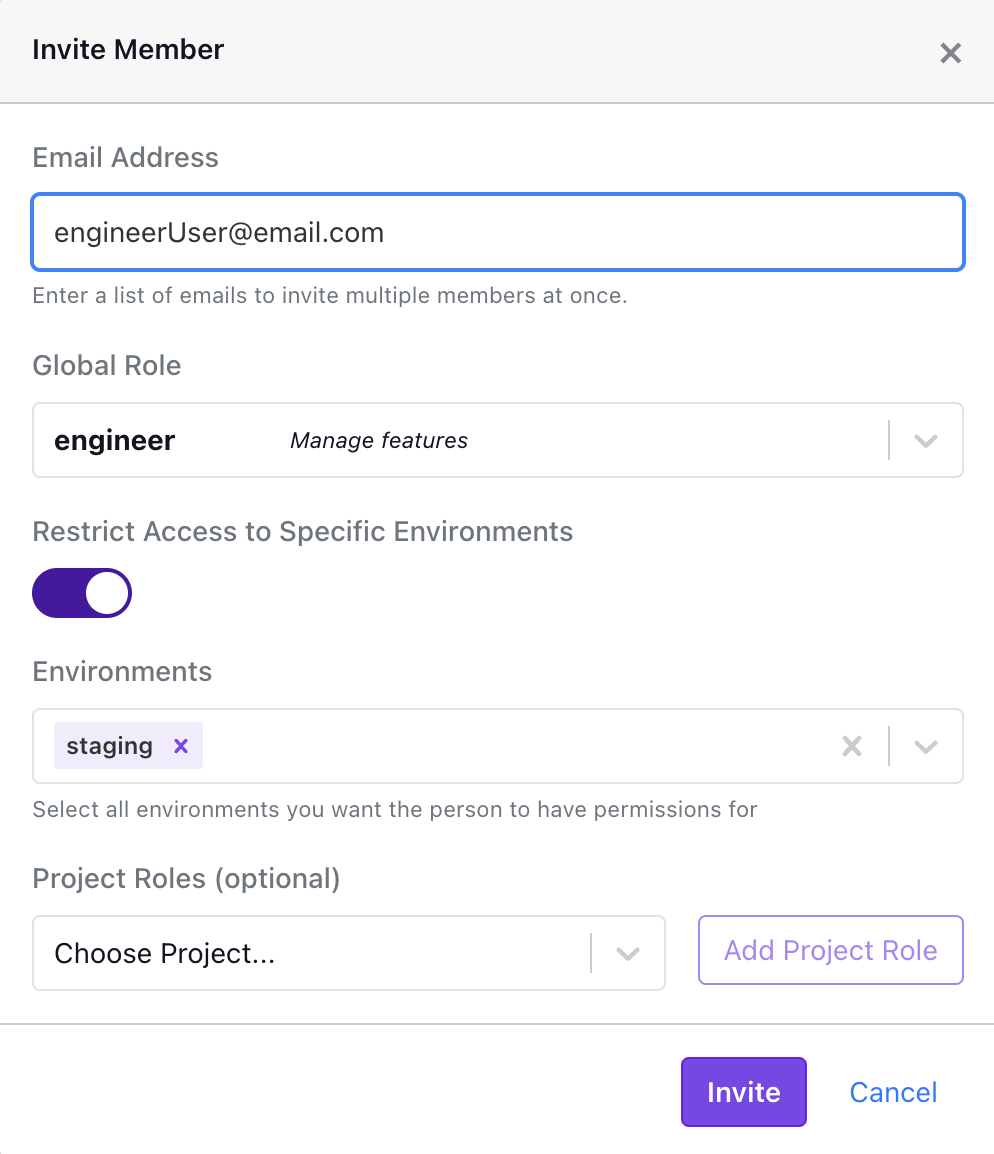 Invite Member
Email Address
engineerUser@email.com
Enter a list of emails to invite multiple members at once.
Global Role
engineer Manage features
Restrict Access to Specific Environments
Environments
staging
Select all environments you want the person to have permissions for
Project Roles (optional)
Choose Project... Add Project Role
Invite Cancel